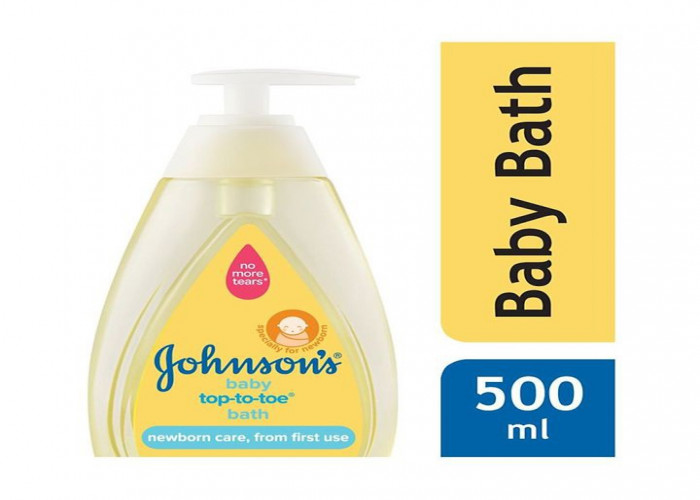 no
more
tears®
specially for newborn
Johnson's®
baby
top-to-toe®
bath
newborn care, from first use
Baby Bath
500
ml